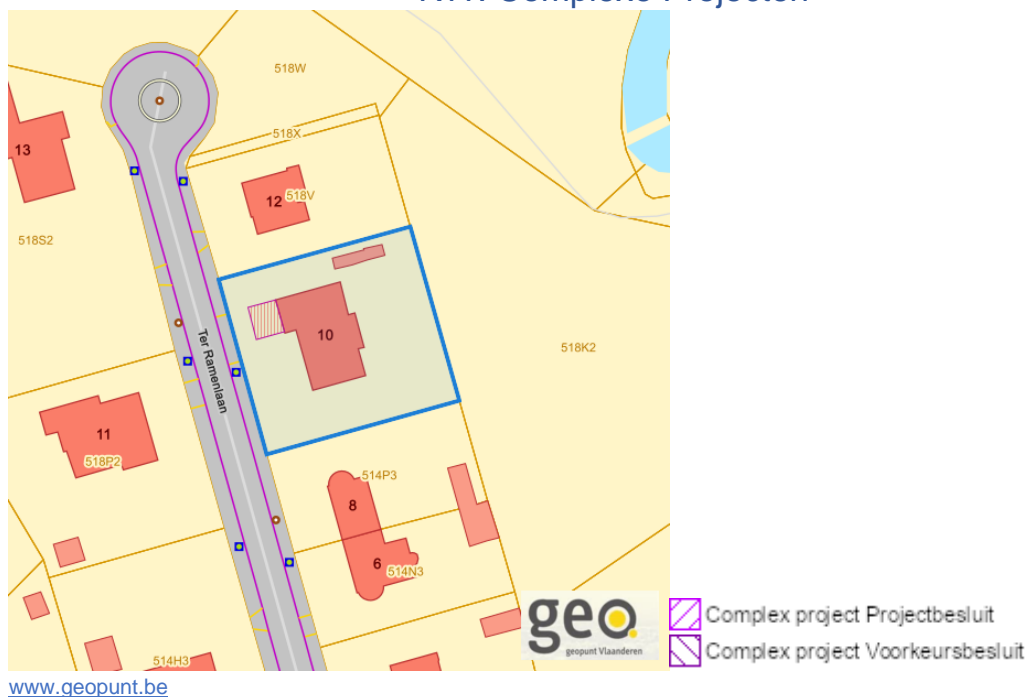 518W
518X
13
12 518V
518S2
10
518K2
Ter Ramenlaan
11
518P2
514P3
8
6 514N3
514H3
geo.
geopunt Vlaanderen
Complex project Projectbesluit
Complex project Voorkeursbesluit
www.geopunt.be